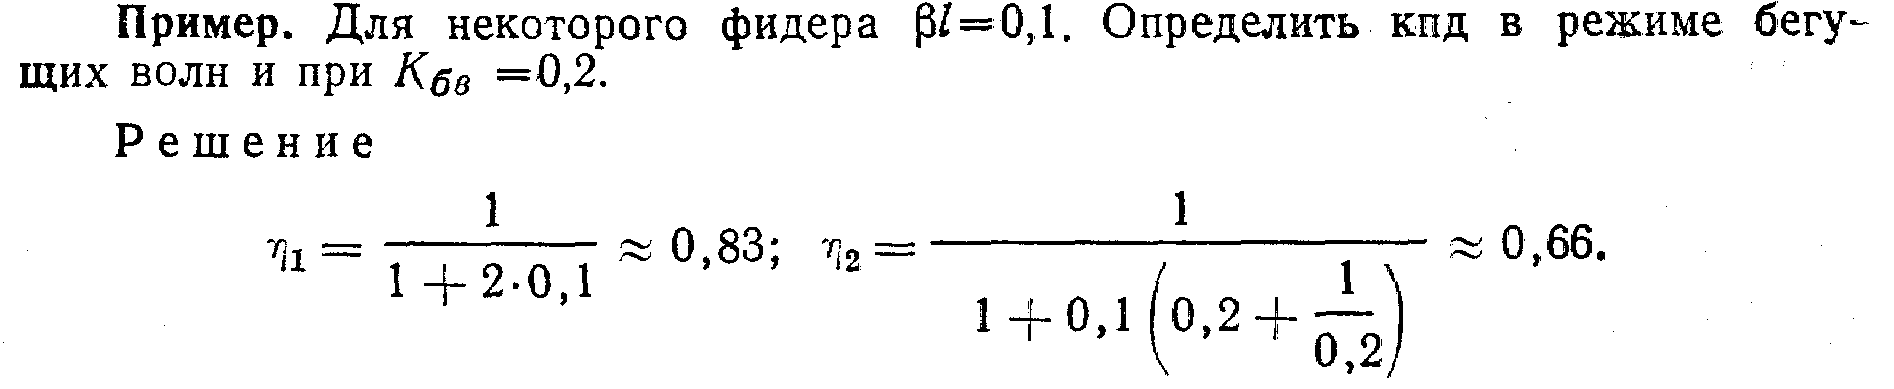 Пример. Для некоторого фидера βl=0,1. Определить кпд в режиме бегу-
щих волн и при Kбв =0,2.
Решение
η1 = 1 / (1 + 2·0,1) ≈ 0,83; η2 = 1 / (1 + 0,1 (0,2 + 1/0,2)) ≈ 0,66.